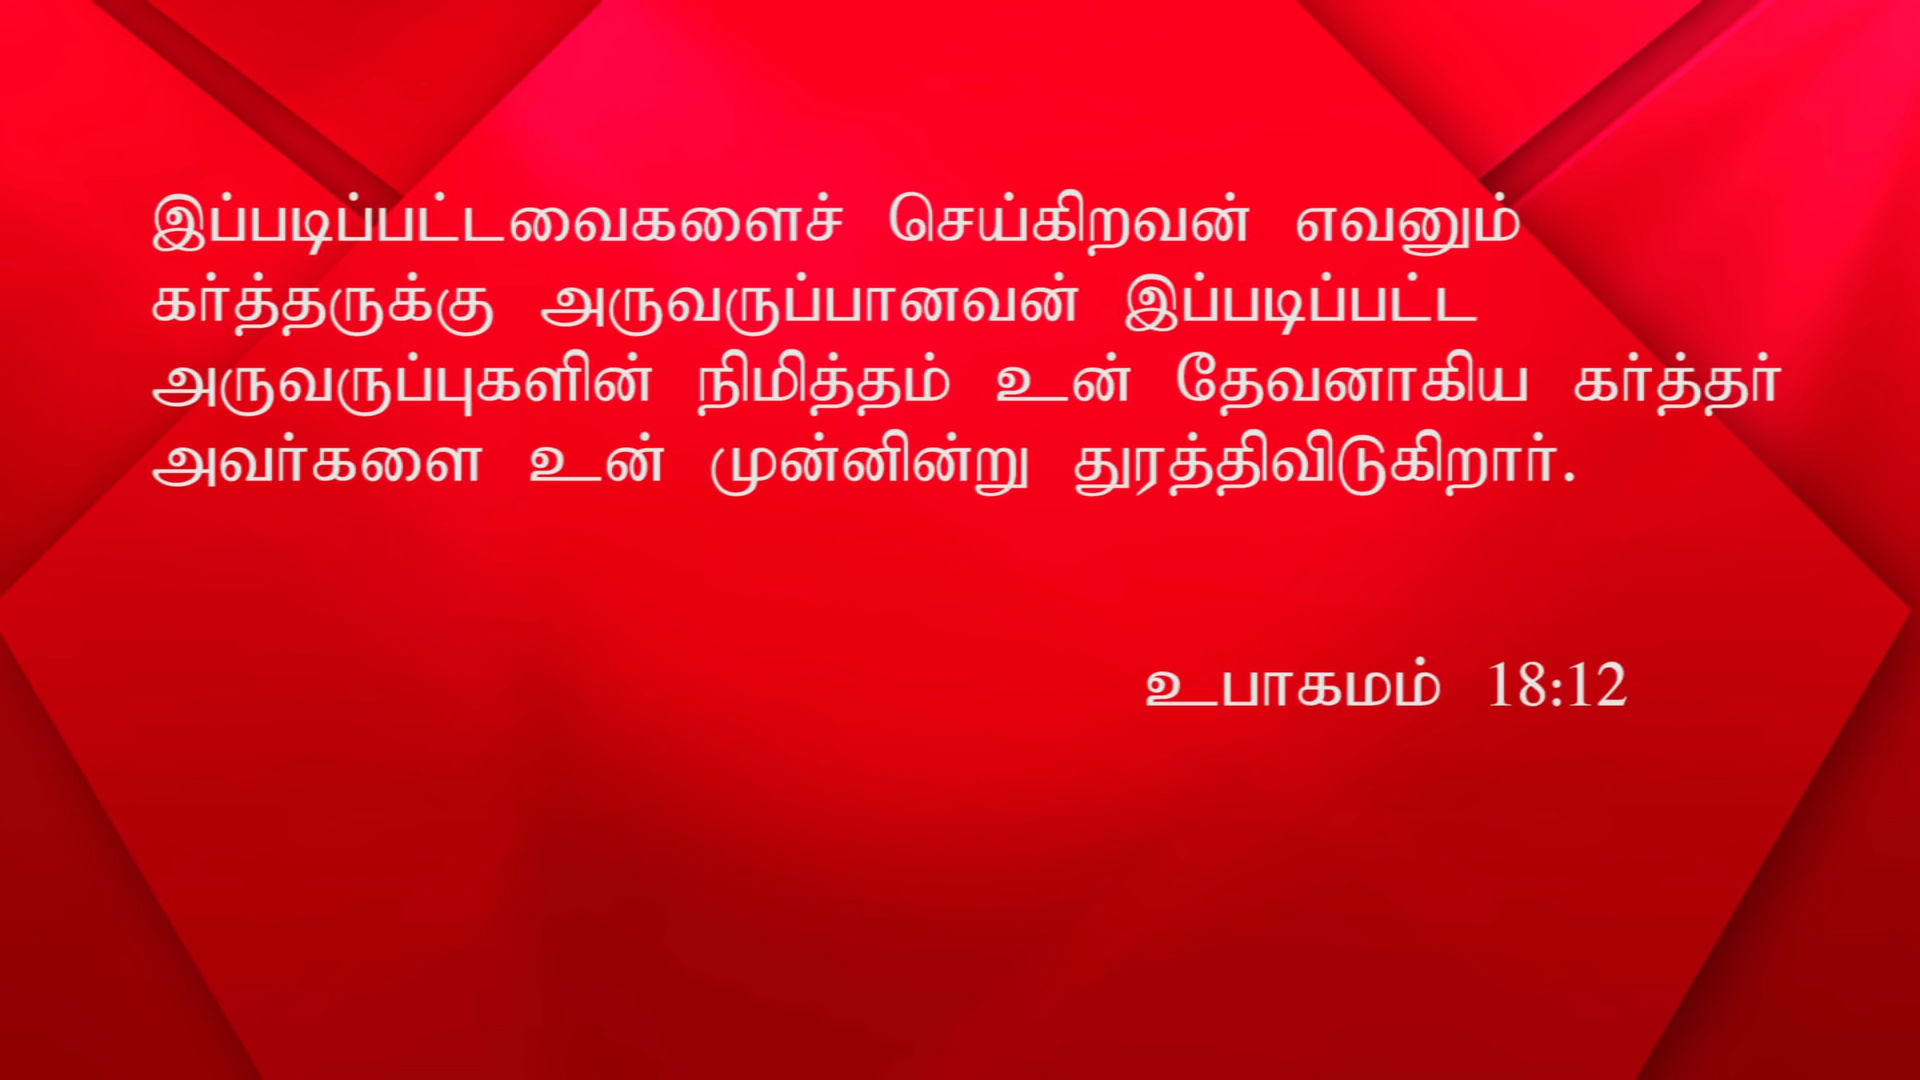 இப்படிப்பட்டவைகளைச் செய்கிறவன் எவனும்
கர்த்தருக்கு அருவருப்பானவன் இப்படிப்பட்ட
அருவருப்புகளின் நிமித்தம் உன் தேவனாகிய கர்த்தர்
அவர்களை உன் முன்னின்று துரத்திவிடுகிறார்.
உபாகமம் 18:12